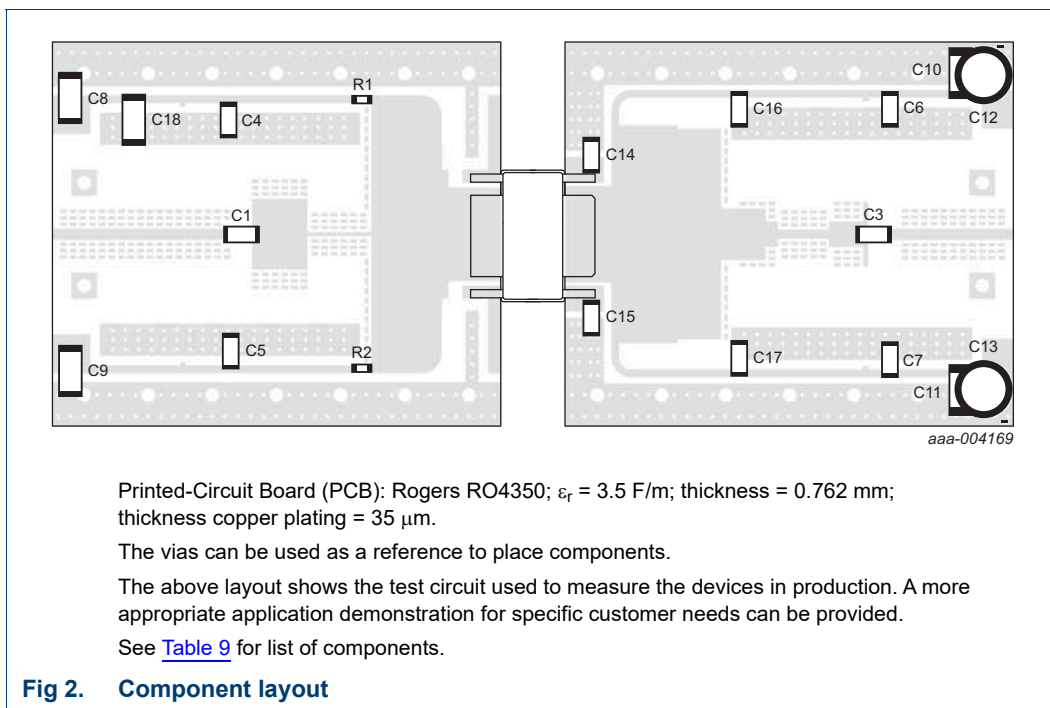 C8
C18
C4
R1
C10
C12
C16
C6
C14
C1
C3
C15
C9
C5
R2
C17
C7
C13
C11
aaa-004169
Printed-Circuit Board (PCB): Rogers RO4350; εr = 3.5 F/m; thickness = 0.762 mm;
thickness copper plating = 35 μm.
The vias can be used as a reference to place components.
The above layout shows the test circuit used to measure the devices in production. A more
appropriate application demonstration for specific customer needs can be provided.
See Table 9 for list of components.
Fig 2. Component layout